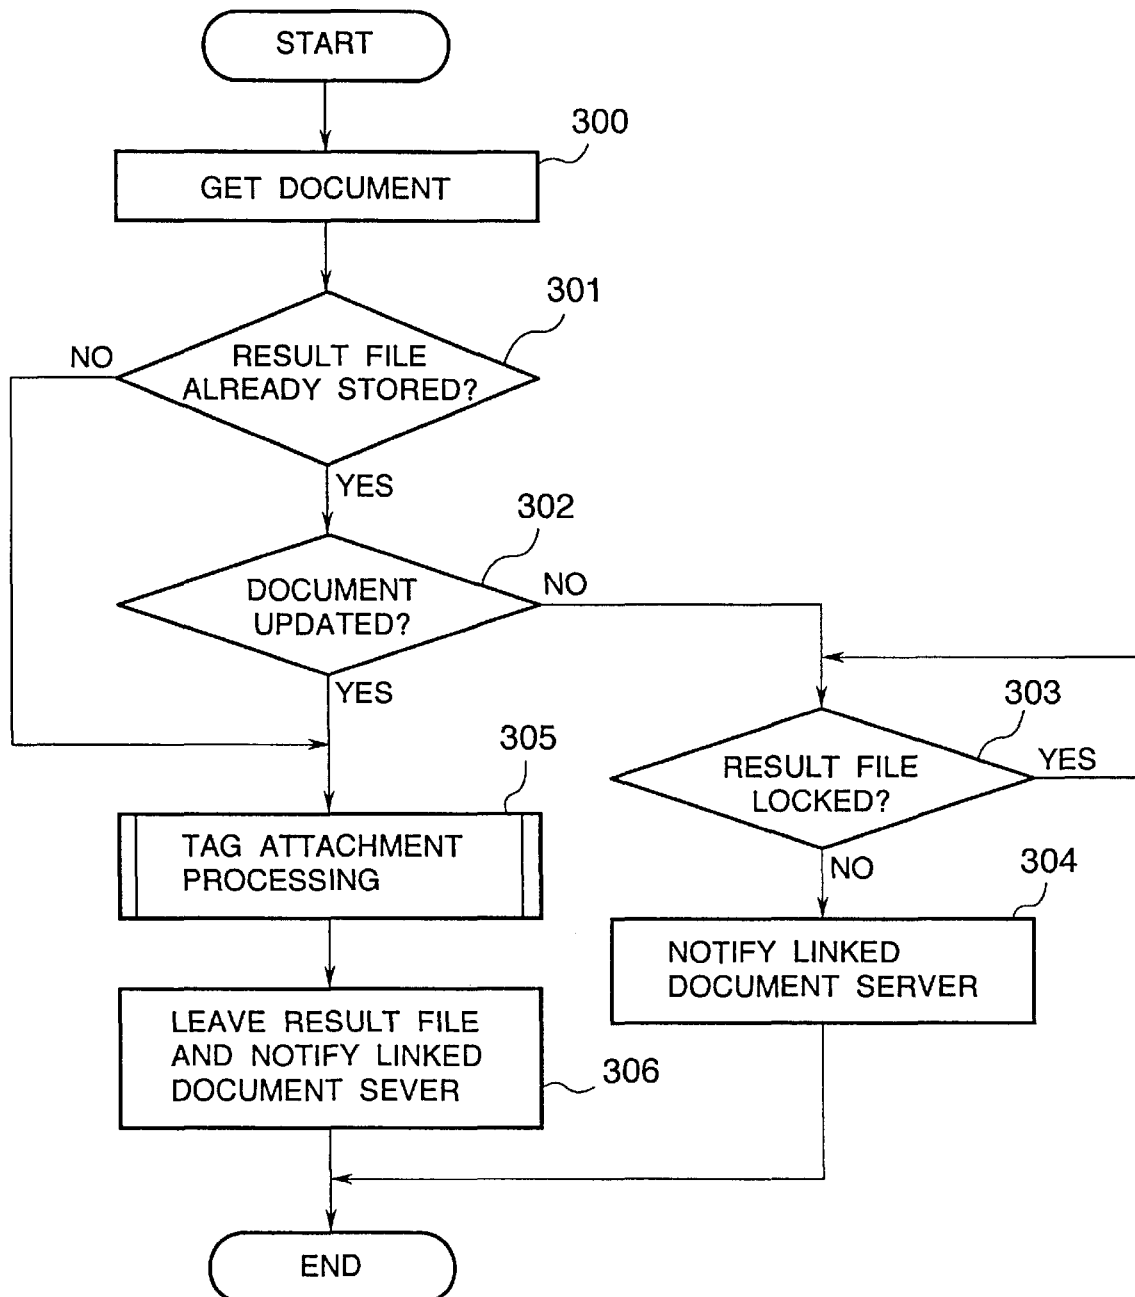 START
300
GET DOCUMENT
301
NO
RESULT FILE
ALREADY STORED?
YES
302
DOCUMENT
UPDATED?
NO
YES
303
RESULT FILE
LOCKED?
YES
NO
305
TAG ATTACHMENT
PROCESSING
304
NOTIFY LINKED
DOCUMENT SERVER
LEAVE RESULT FILE
AND NOTIFY LINKED
DOCUMENT SEVER
306
END